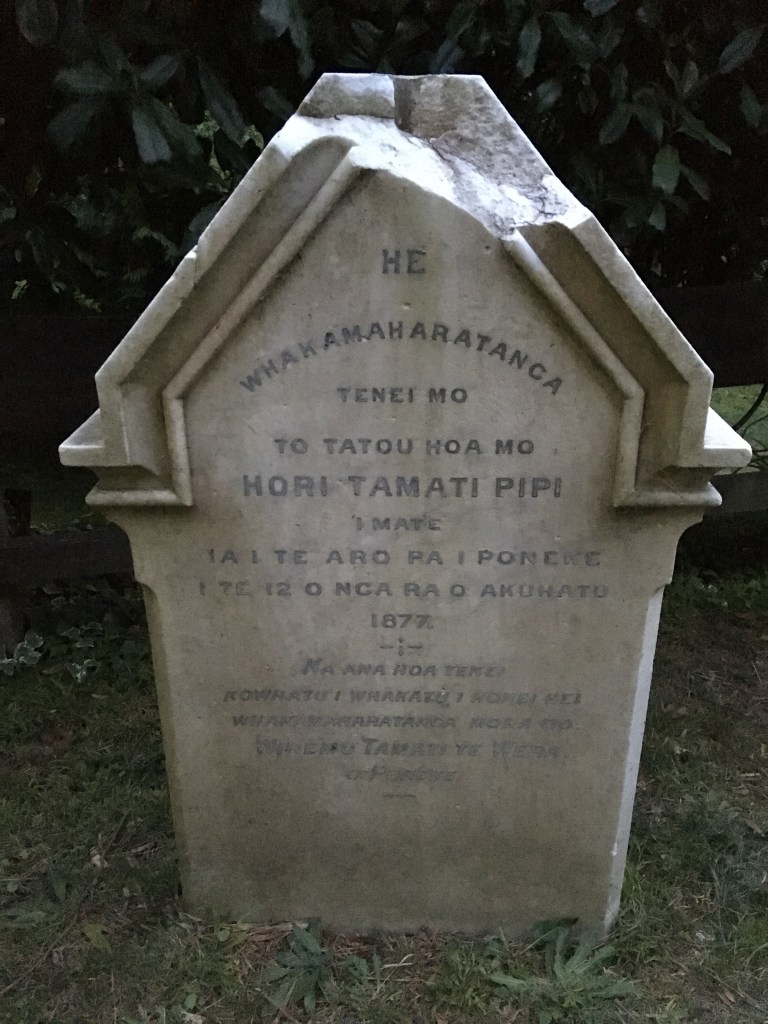 HE
WHAKAMAHARATANGA
TENEI MO
TO TATOU HOA MO
HORI TAMATI PIPI
I MATE
IA I TE ARO PA I PONEKE
I TE 12 O NGA RA O AKUHATU
1877.
NA ANA HOA TENEI
KOWHATU I WHAKATU I KONEI HEI
WHAKAMAHARATANGA MO
WIREMU TAMATI TE WERA
O PONEKE